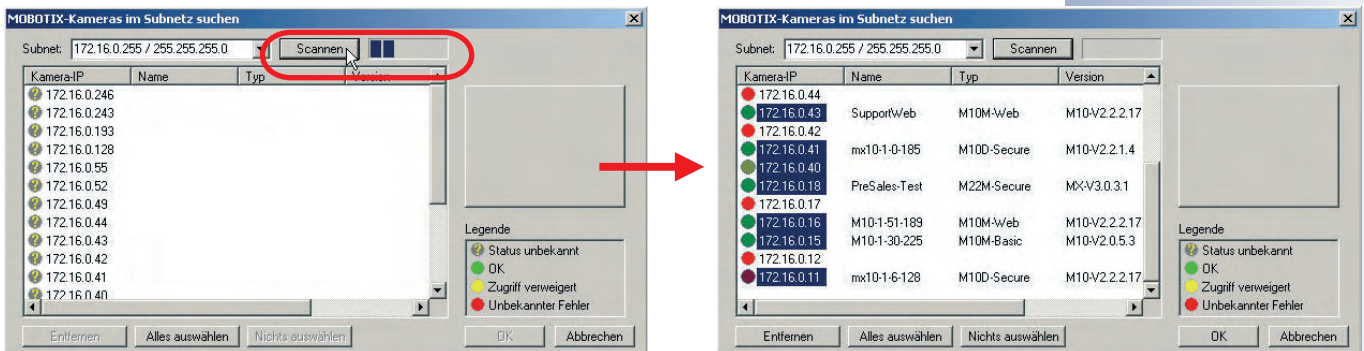 MOBOTIX-Kameras im Subnetz suchen
Subnet: 172.16.0.255 / 255.255.255.0 Scannen
Kamera-IP Name Typ Version
172.16.0.246
172.16.0.243
172.16.0.193
172.16.0.128
172.16.0.55
172.16.0.52
172.16.0.49
172.16.0.44
172.16.0.43
172.16.0.42
172.16.0.41
172.16.0.40
Legende
Status unbekannt
OK
Zugriff verweigert
Unbekannter Fehler
Entfernen Alles auswählen Nichts auswählen OK Abbrechen
MOBOTIX-Kameras im Subnetz suchen
Subnet: 172.16.0.255 / 255.255.255.0 Scannen
Kamera-IP Name Typ Version
172.16.0.44
172.16.0.43 SupportWeb M10M-Web M10-V2.2.2.17
172.16.0.42
172.16.0.41 mx10-1-0-185 M10D-Secure M10-V2.2.1.4
172.16.0.40
172.16.0.18 PreSales-Test M22M-Secure MX-V3.0.3.1
172.16.0.17
172.16.0.16 M10-1-51-189 M10M-Web M10-V2.2.2.17
172.16.0.15 M10-1-30-225 M10M-Basic M10-V2.0.5.3
172.16.0.12
172.16.0.11 mx10-1-6-128 M10D-Secure M10-V2.2.2.17
Legende
Status unbekannt
OK
Zugriff verweigert
Unbekannter Fehler
Entfernen Alles auswählen Nichts auswählen OK Abbrechen